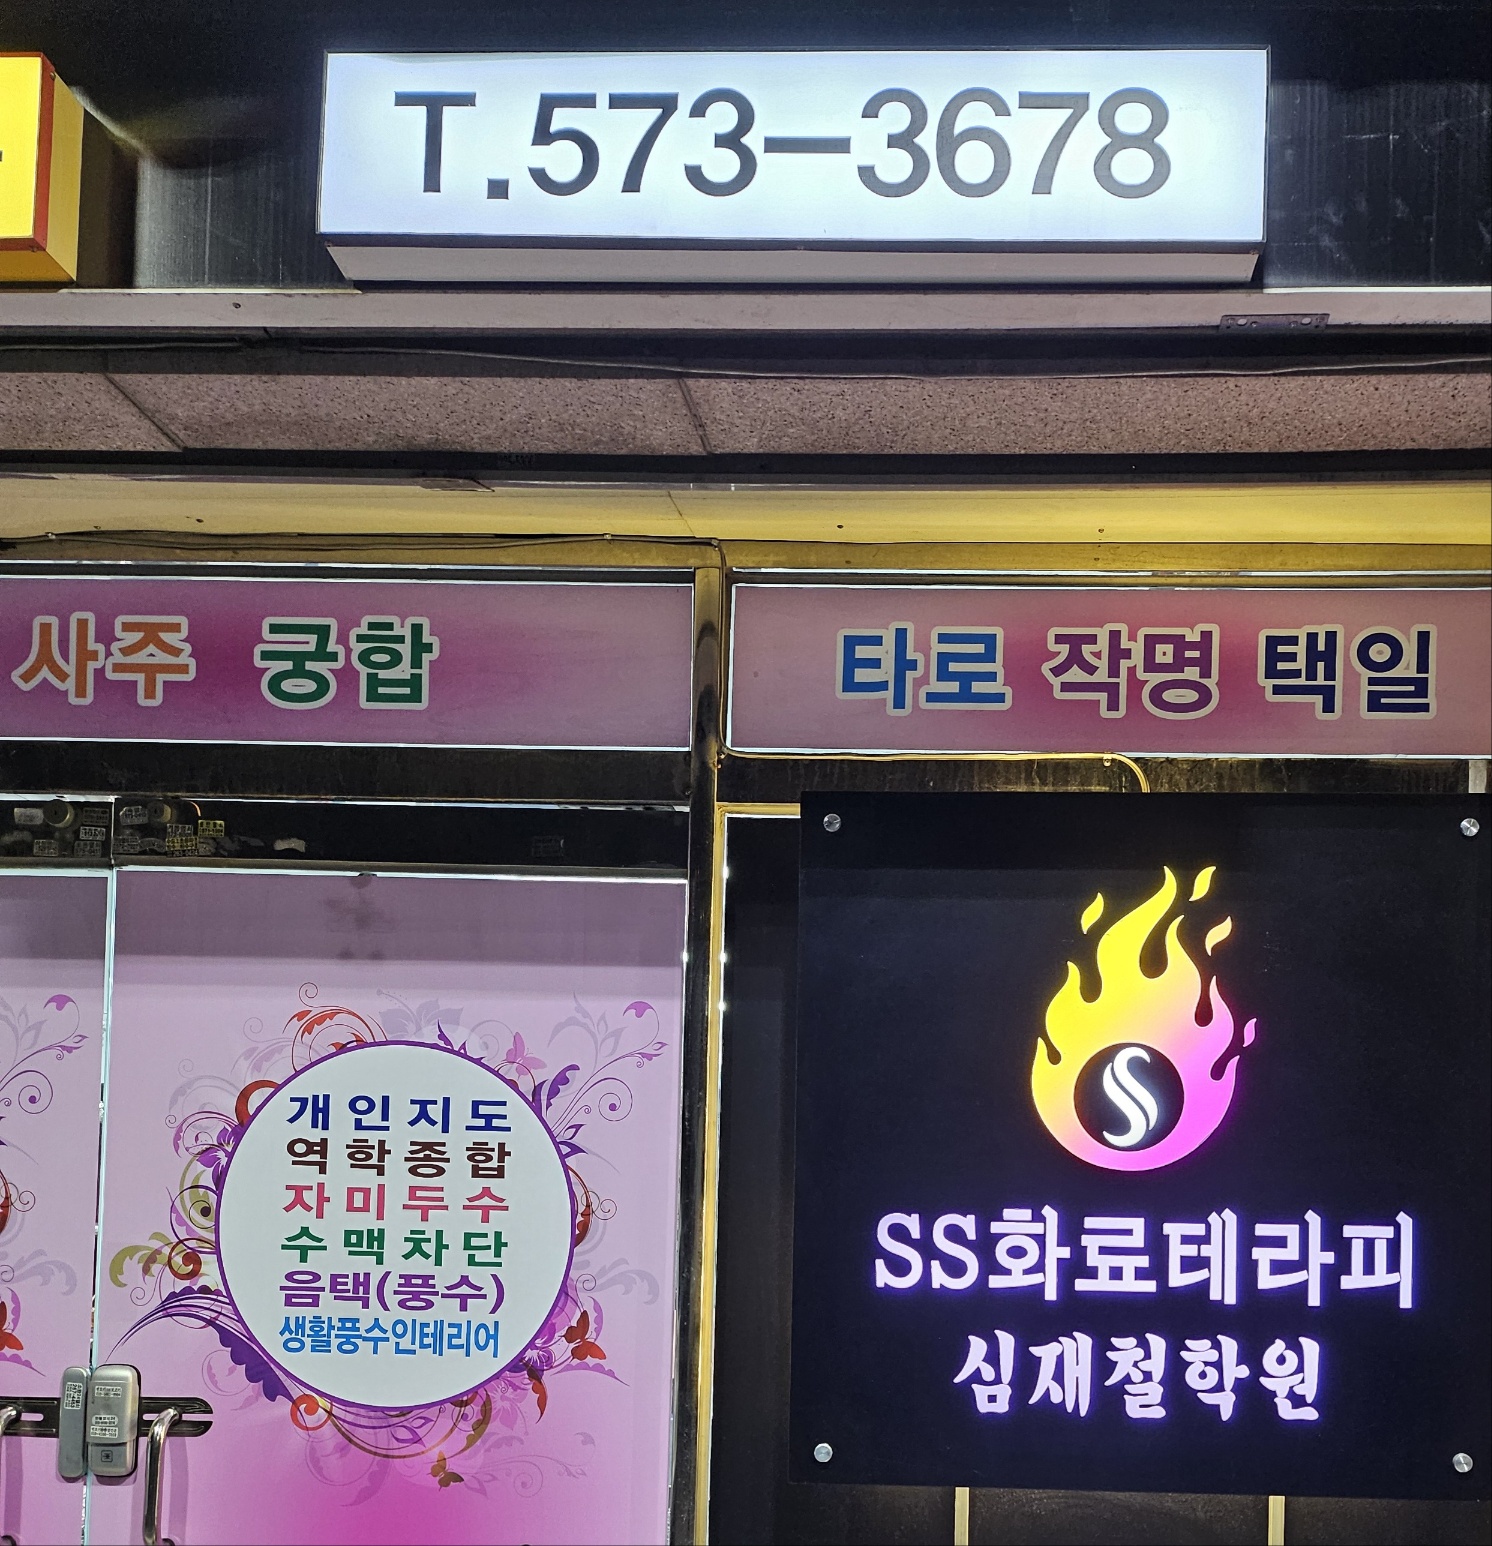 T.573-3678
사주 궁합
타로 작명 택일
개인지도
역학종합
자미두수
수맥차단
음택(풍수)
생활풍수인테리어
S
SS화료테라피
심재철학원